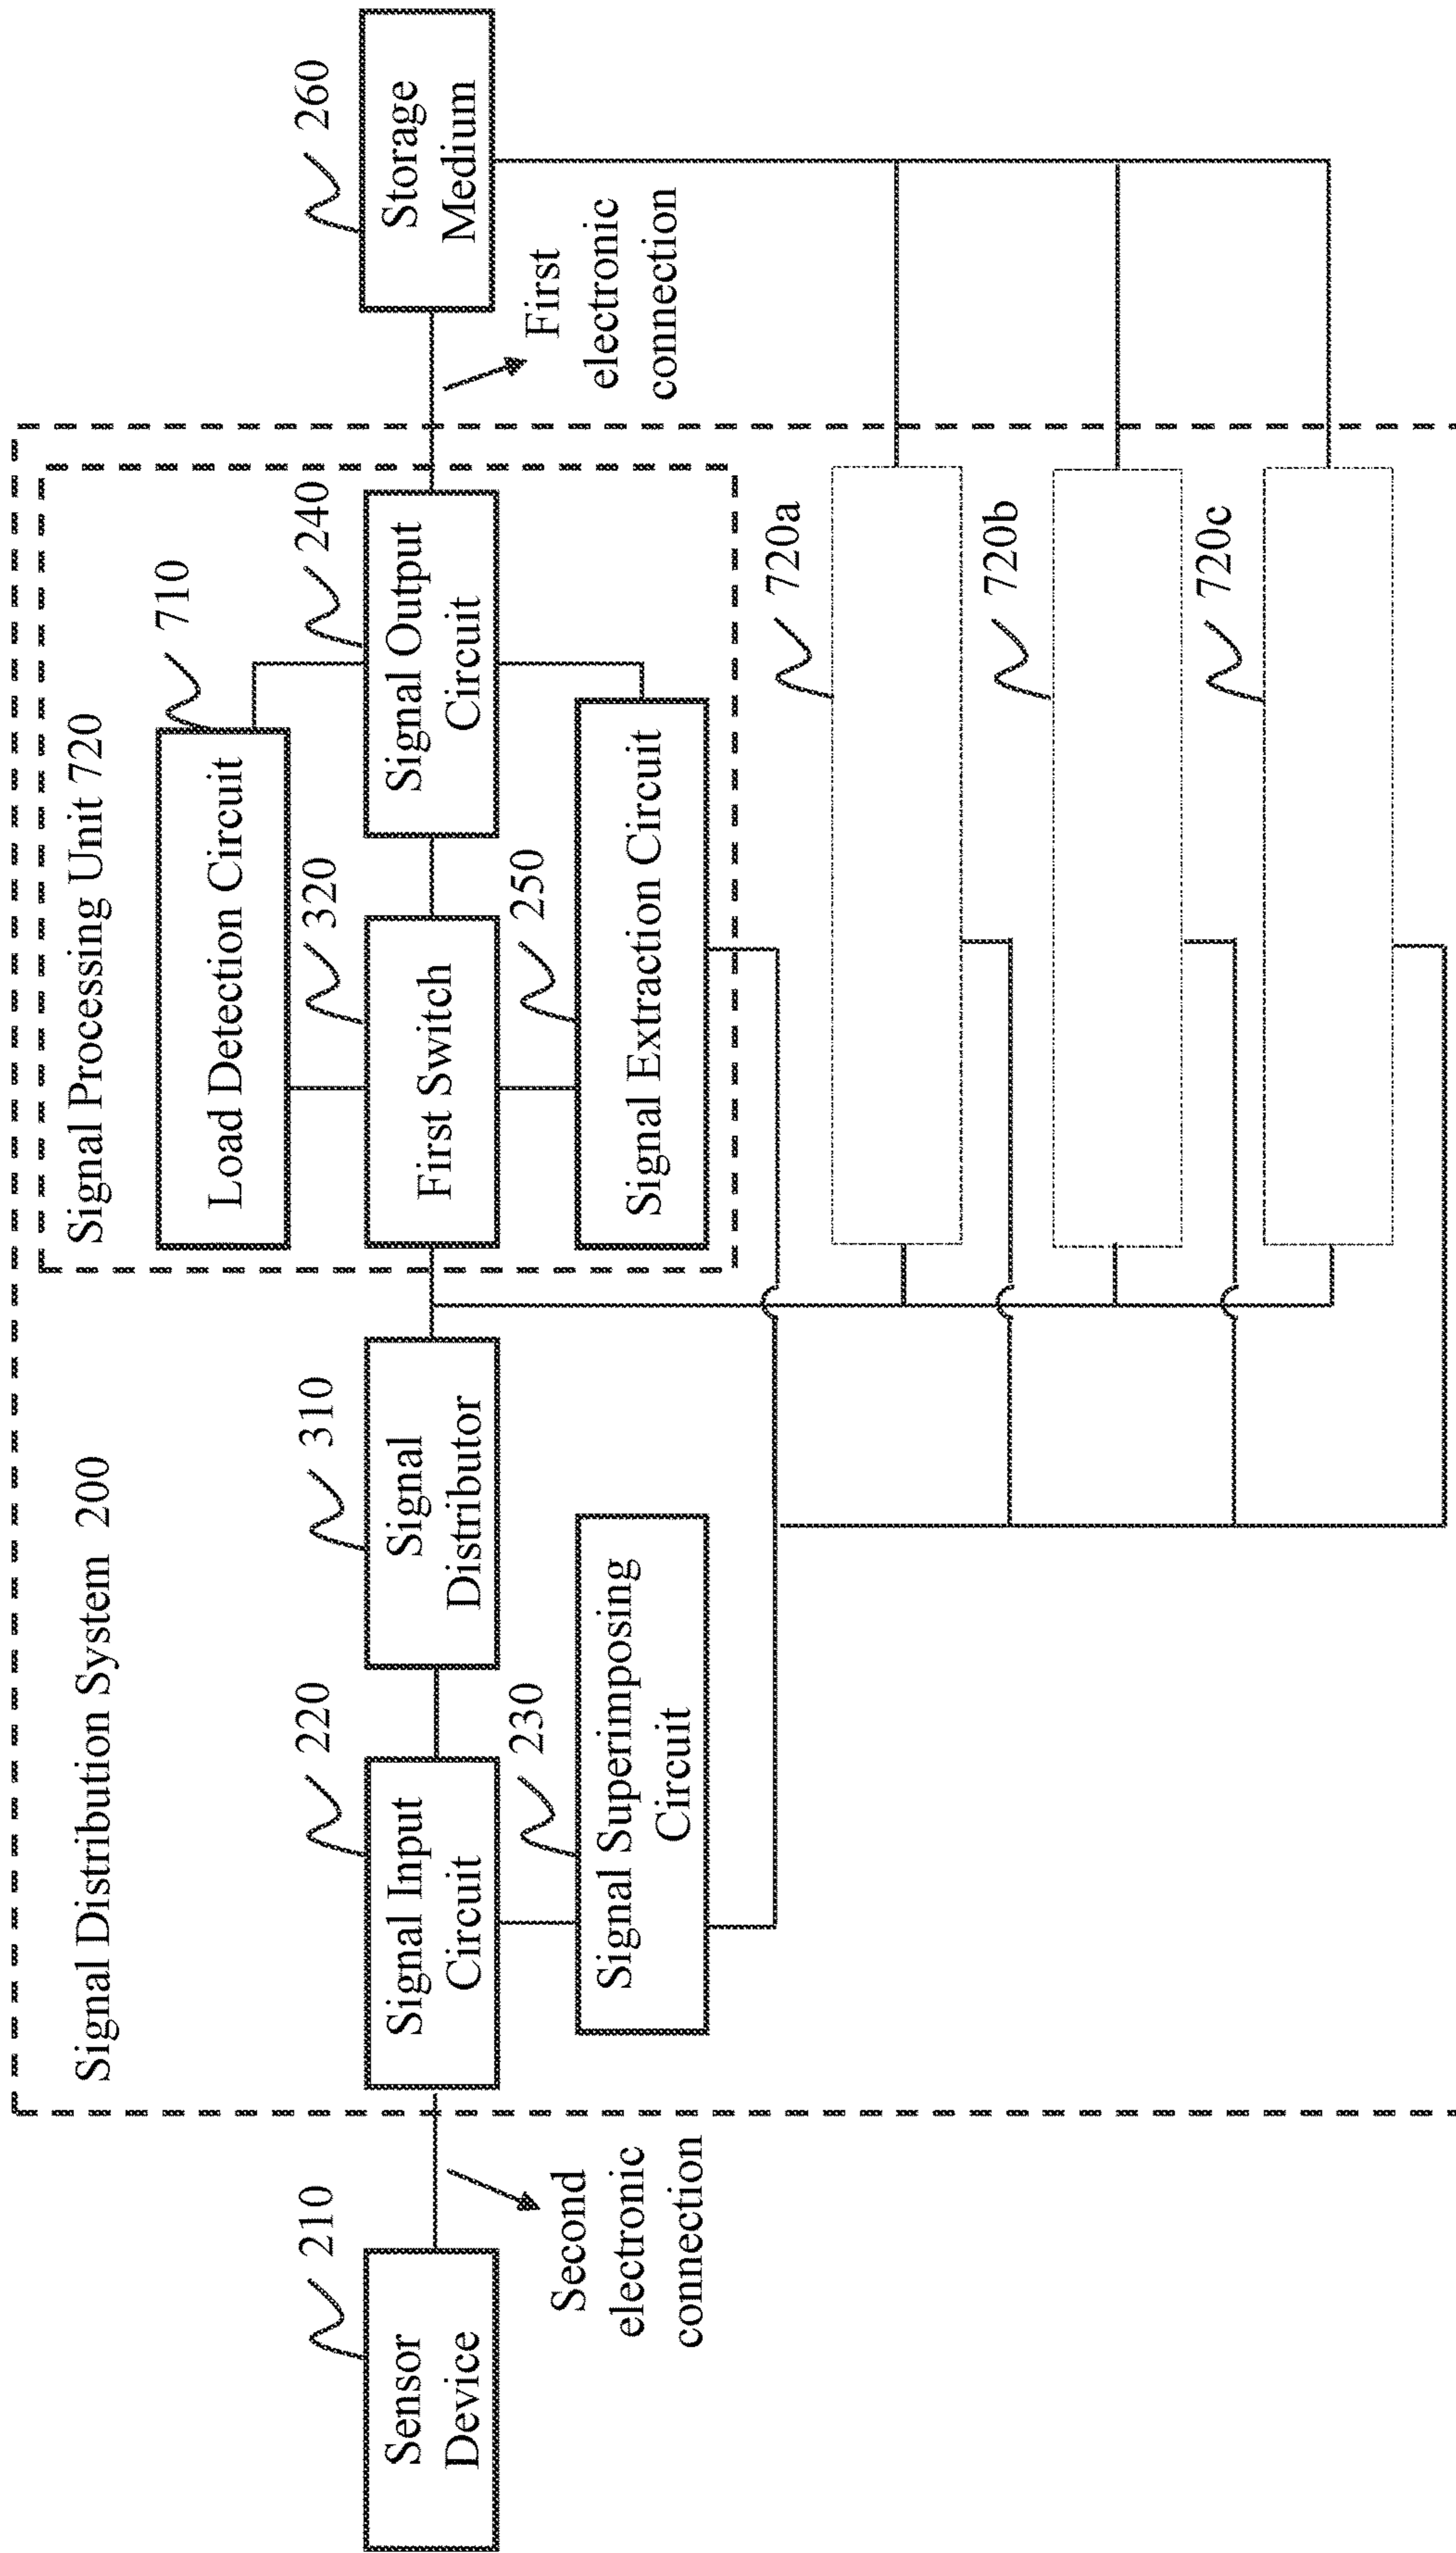 Signal Distribution System 200
Signal Processing Unit 720
710
Load Detection Circuit
210
Sensor
Device
220
Signal Input
Circuit
310
Signal
Distributor
320
First Switch
240
Signal Output
Circuit
260
Storage
Medium
Second
electronic
connection
230
Signal Superimposing
Circuit
250
Signal Extraction Circuit
First
electronic
connection
720a
720b
720c